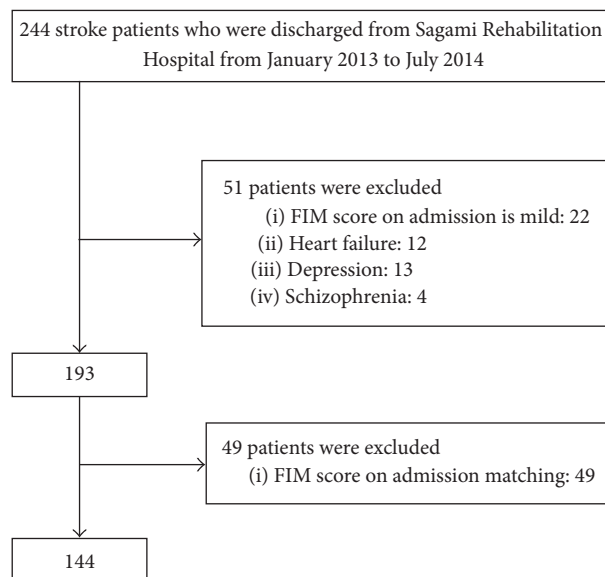 244 stroke patients who were discharged from Sagami Rehabilitation
Hospital from January 2013 to July 2014
51 patients were excluded
(i) FIM score on admission is mild: 22
(ii) Heart failure: 12
(iii) Depression: 13
(iv) Schizophrenia: 4
193
49 patients were excluded
(i) FIM score on admission matching: 49
144